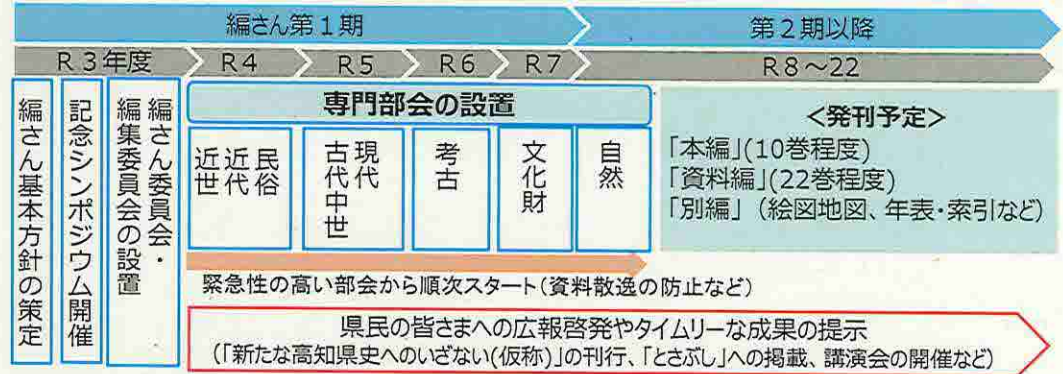 編さん第1期
第2期以降
R3年度
R4
R5
R6
R7
R8～22
編さん基本方針の策定
記念シンポジウム開催
編さん委員会・
編集委員会の設置
専門部会の設置
民俗
近代
近世
現代
古代中世
考古
文化財
自然
＜発刊予定＞
「本編」(10巻程度)
「資料編」(22巻程度)
「別編」（絵図地図、年表・索引など）
緊急性の高い部会から順次スタート（資料散逸の防止など）
県民の皆さまへの広報啓発やタイムリーな成果の提示
（「新たな高知県史へのいざない(仮称)」の刊行、「とさぶし」への掲載、講演会の開催など）